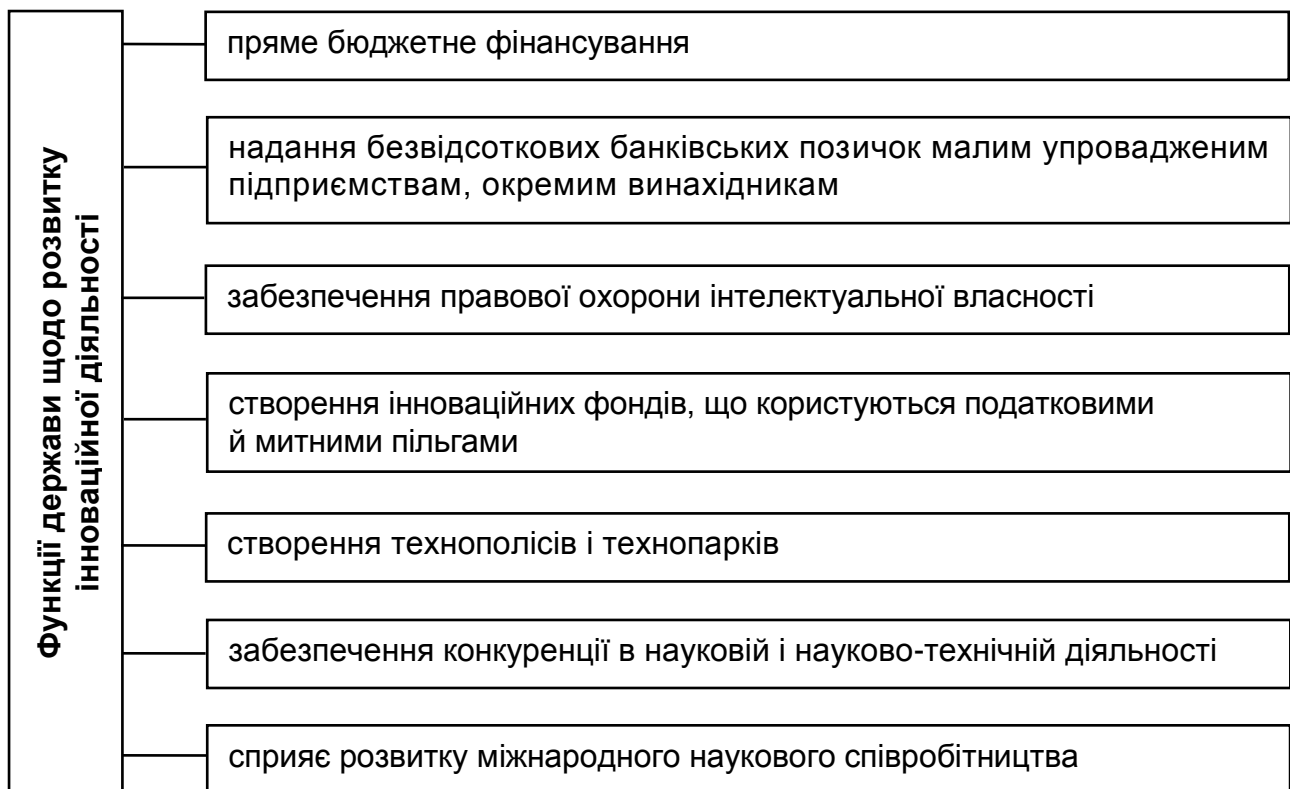 Функції держави щодо розвитку
інноваційної діяльності
пряме бюджетне фінансування
надання безвідсоткових банківських позичок малим упровадженим
підприємствам, окремим винахідникам
забезпечення правової охорони інтелектуальної власності
створення інноваційних фондів, що користуються податковими
й митними пільгами
створення технополісів і технопарків
забезпечення конкуренції в науковій і науково-технічній діяльності
сприяє розвитку міжнародного наукового співробітництва